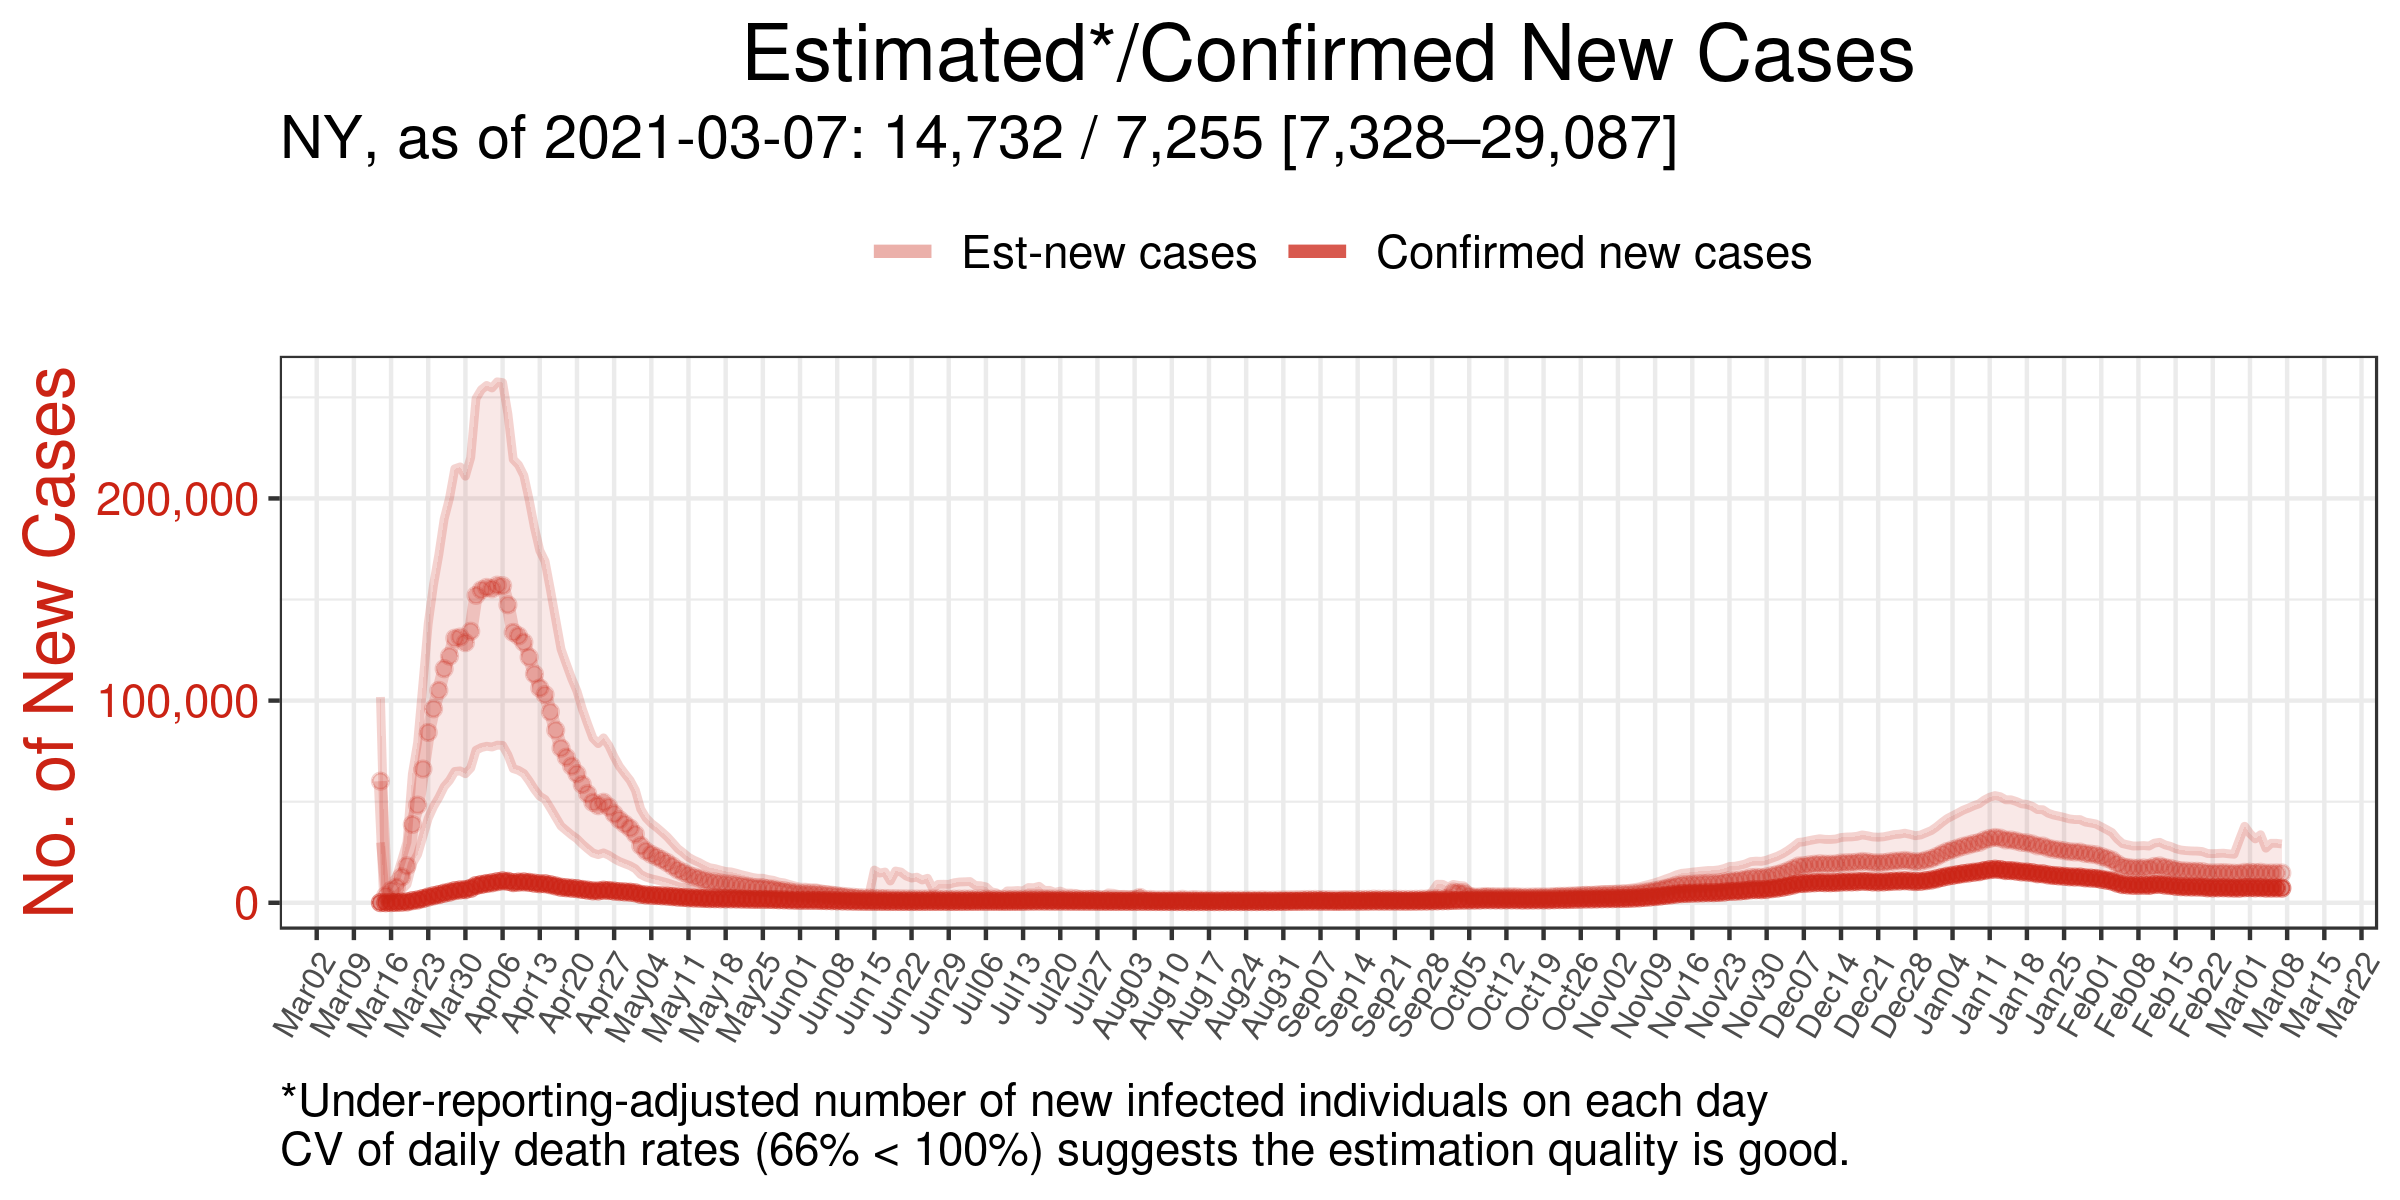 Estimated*/Confirmed New Cases
NY, as of 2021-03-07: 14,732 / 7,255 [7,328–29,087]
Est-new cases
Confirmed new cases
No. of New Cases
200,000
100,000
0
Mar02
Mar09
Mar16
Mar23
Mar30
Apr06
Apr13
Apr20
Apr27
May04
May11
May18
May25
Jun01
Jun08
Jun15
Jun22
Jun29
Jul06
Jul13
Jul20
Jul27
Aug03
Aug10
Aug17
Aug24
Aug31
Sep07
Sep14
Sep21
Sep28
Oct05
Oct12
Oct19
Oct26
Nov02
Nov09
Nov16
Nov23
Nov30
Dec07
Dec14
Dec21
Dec28
Jan04
Jan11
Jan18
Jan25
Feb01
Feb08
Feb15
Feb22
Mar01
Mar08
Mar15
Mar22
*Under-reporting-adjusted number of new infected individuals on each day
CV of daily death rates (66% < 100%) suggests the estimation quality is good.